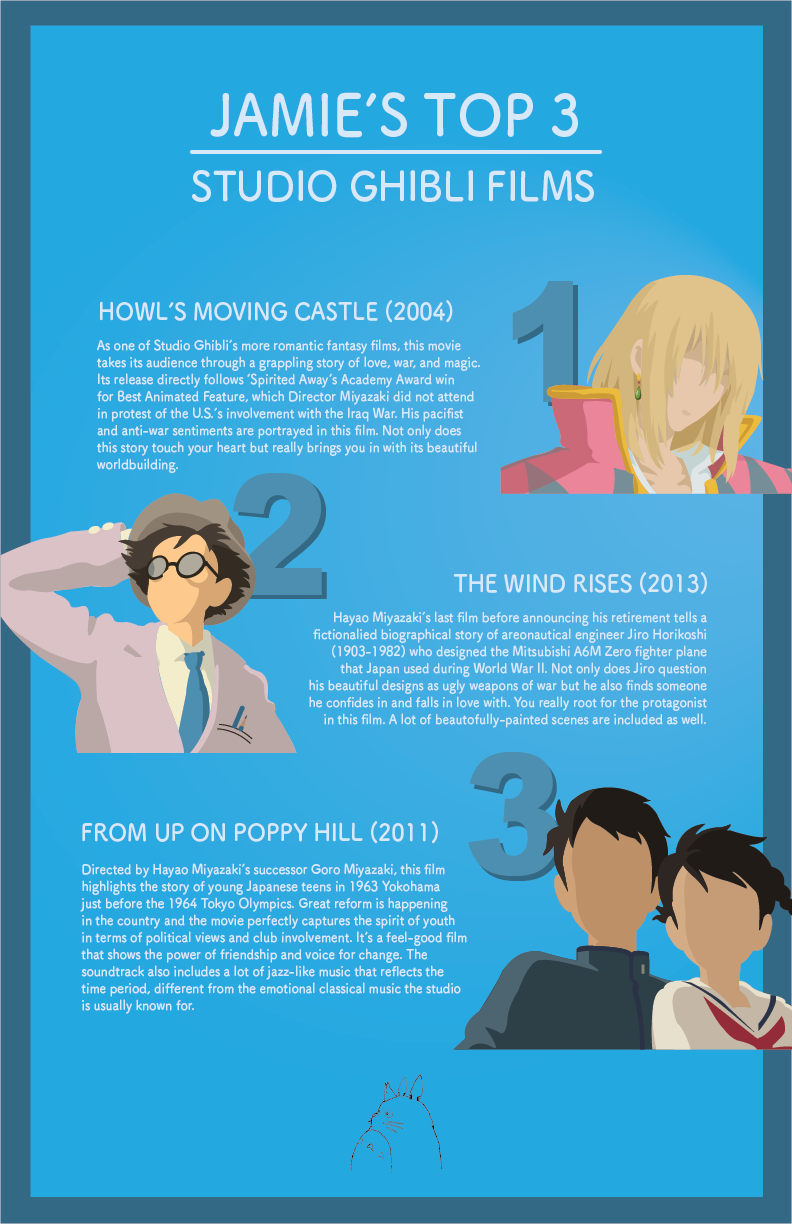 JAMIE'S TOP 3
STUDIO GHIBLI FILMS
1
HOWL'S MOVING CASTLE (2004)
As one of Studio Ghibli's more romantic fantasy films, this movie
takes its audience through a grappling story of love, war, and magic.
Its release directly follows 'Spirited Away's Academy Award win
for Best Animated Feature, which Director Miyazaki did not attend
in protest of the U.S.'s involvement with the Iraq War. His pacifist
and anti-war sentiments are portrayed in this film. Not only does
this story touch your heart but really brings you in with its beautiful
worldbuilding.
2
THE WIND RISES (2013)
Hayao Miyazaki's last film before announcing his retirement tells a
fictionalied biographical story of areonautical engineer Jiro Horikoshi
(1903-1982) who designed the Mitsubishi A6M Zero fighter plane
that Japan used during World War II. Not only does Jiro question
his beautiful designs as ugly weapons of war but he also finds someone
he confides in and falls in love with. You really root for the protagonist
in this film. A lot of beautofully-painted scenes are included as well.
3
FROM UP ON POPPY HILL (2011)
Directed by Hayao Miyazaki's successor Goro Miyazaki, this film
highlights the story of young Japanese teens in 1963 Yokohama
just before the 1964 Tokyo Olympics. Great reform is happening
in the country and the movie perfectly captures the spirit of youth
in terms of political views and club involvement. It's a feel-good film
that shows the power of friendship and voice for change. The
soundtrack also includes a lot of jazz-like music that reflects the
time period, different from the emotional classical music the studio
is usually known for.